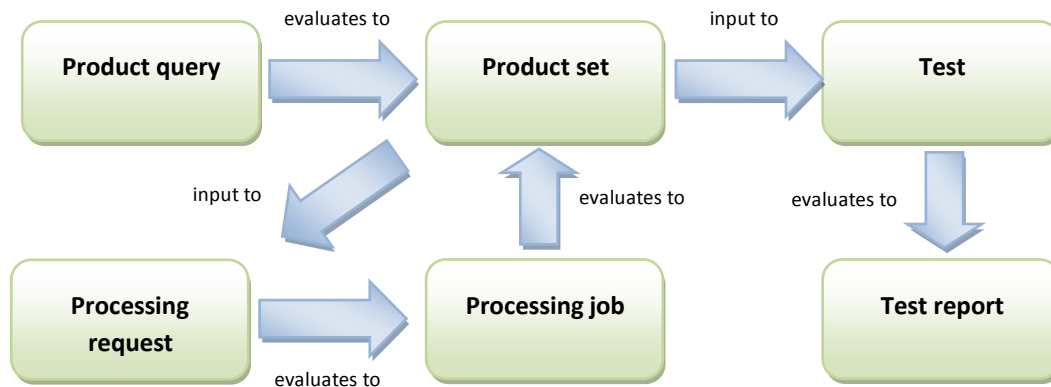 evaluates to
input to
Product query
Product set
Test
input to
evaluates to
evaluates to
Processing
request
Processing job
Test report
evaluates to